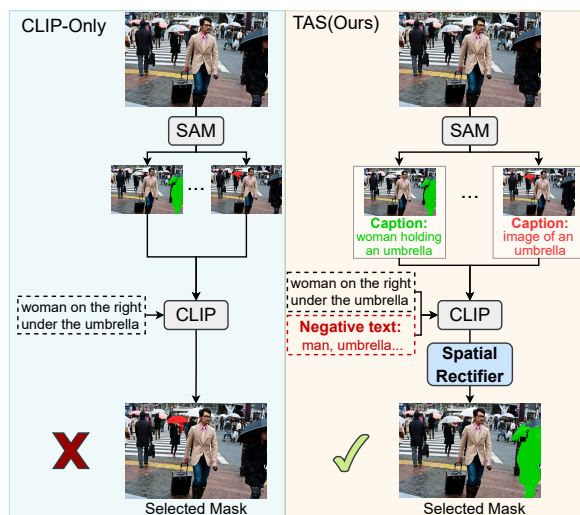 CLIP-Only
SAM
...
woman on the right
under the umbrella
CLIP
X
Selected Mask
TAS(Ours)
SAM
Caption:
woman holding
an umbrella
...
Caption:
image of an
umbrella
woman on the right
under the umbrella
Negative text:
man, umbrella...
CLIP
Spatial
Rectifier
Selected Mask